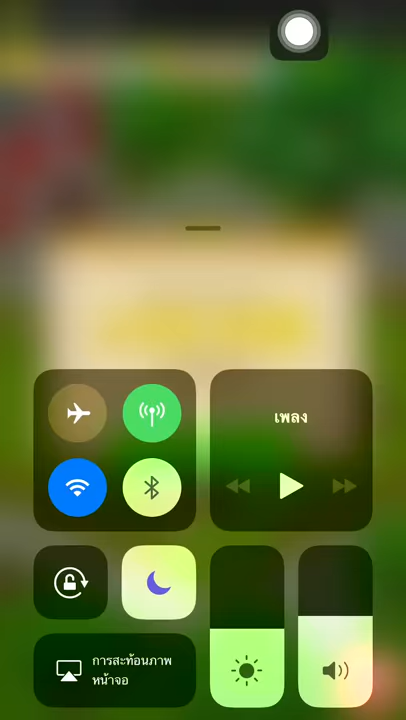 เพลง
การสะท้อนภาพ
หน้าจอ